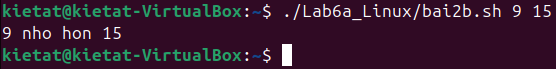 kietat@kietat-VirtualBox:~$ ./Lab6a_Linux/bai2b.sh 9 15
9 nho hon 15
kietat@kietat-VirtualBox:~$